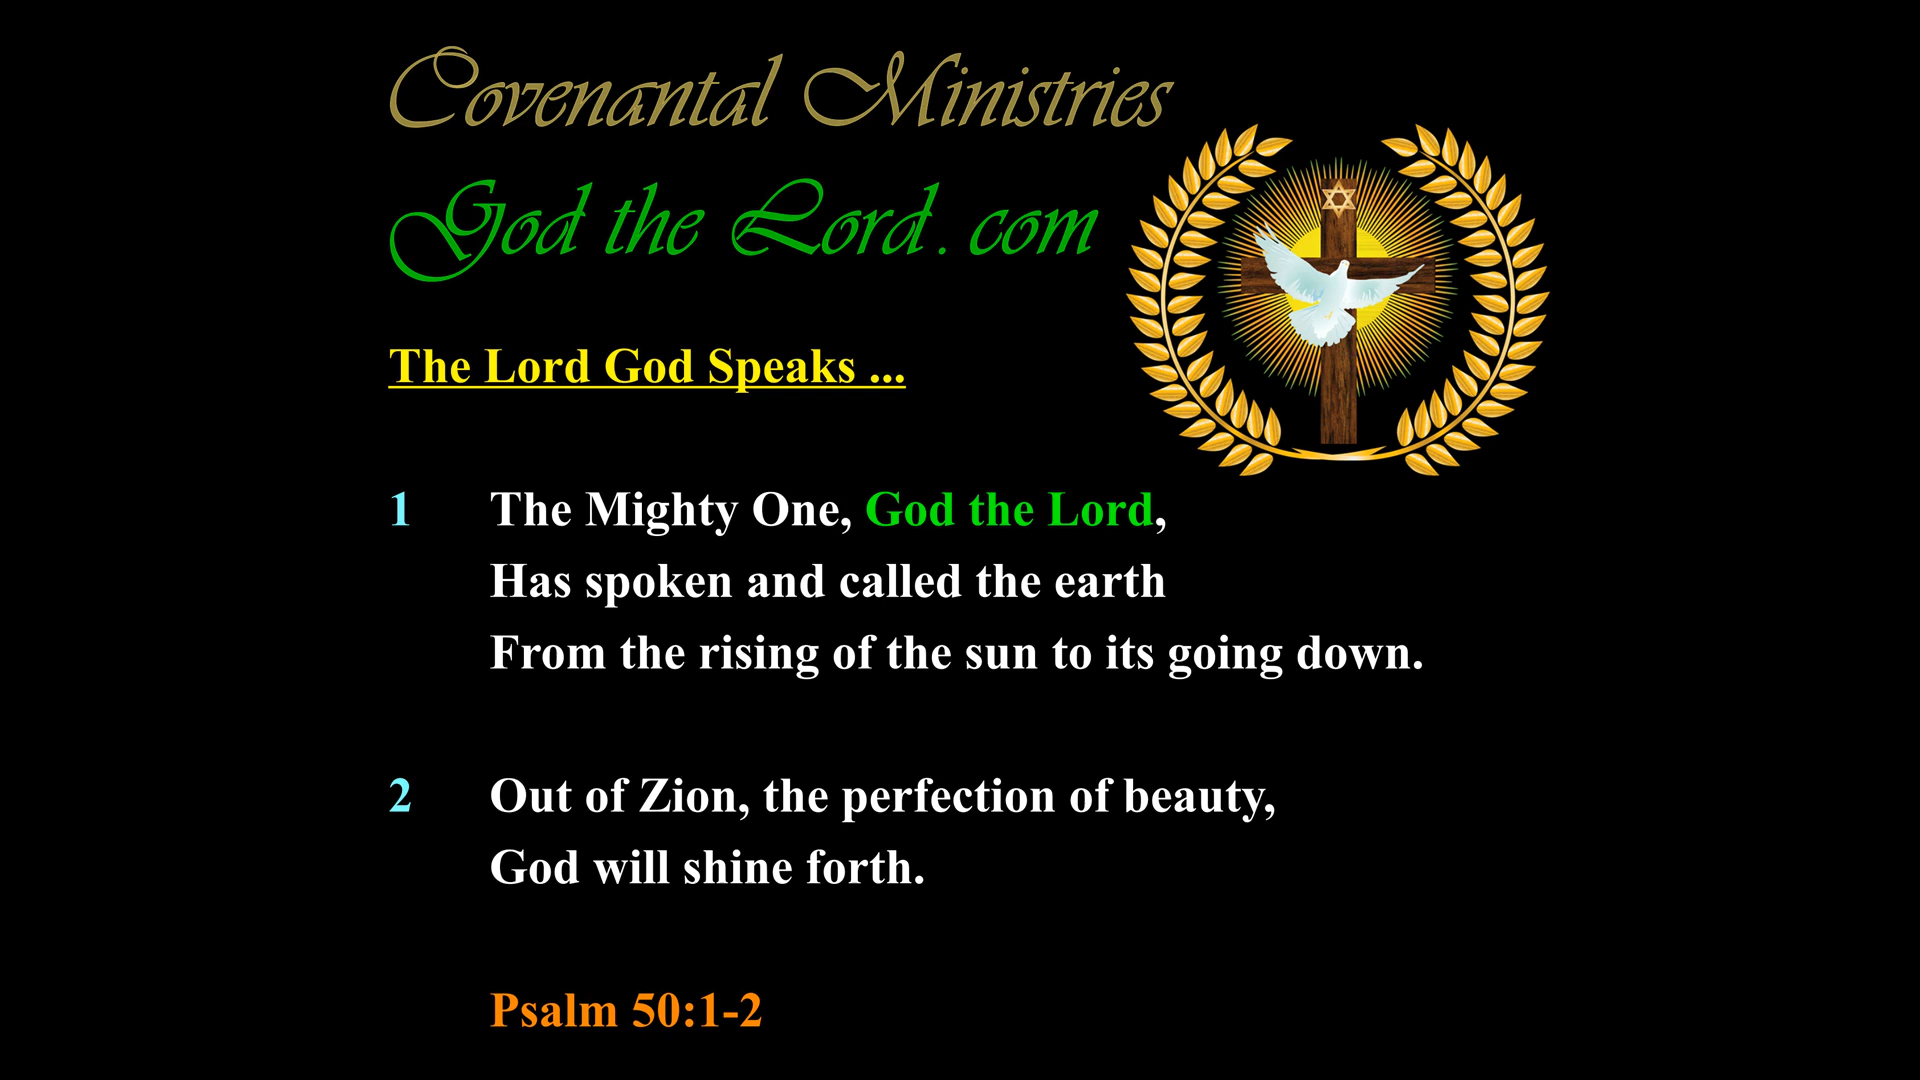 Covenantal Ministries
God the Lord.com
The Lord God Speaks ...
1 The Mighty One, God the Lord,
Has spoken and called the earth
From the rising of the sun to its going down.
2 Out of Zion, the perfection of beauty,
God will shine forth.
Psalm 50:1-2